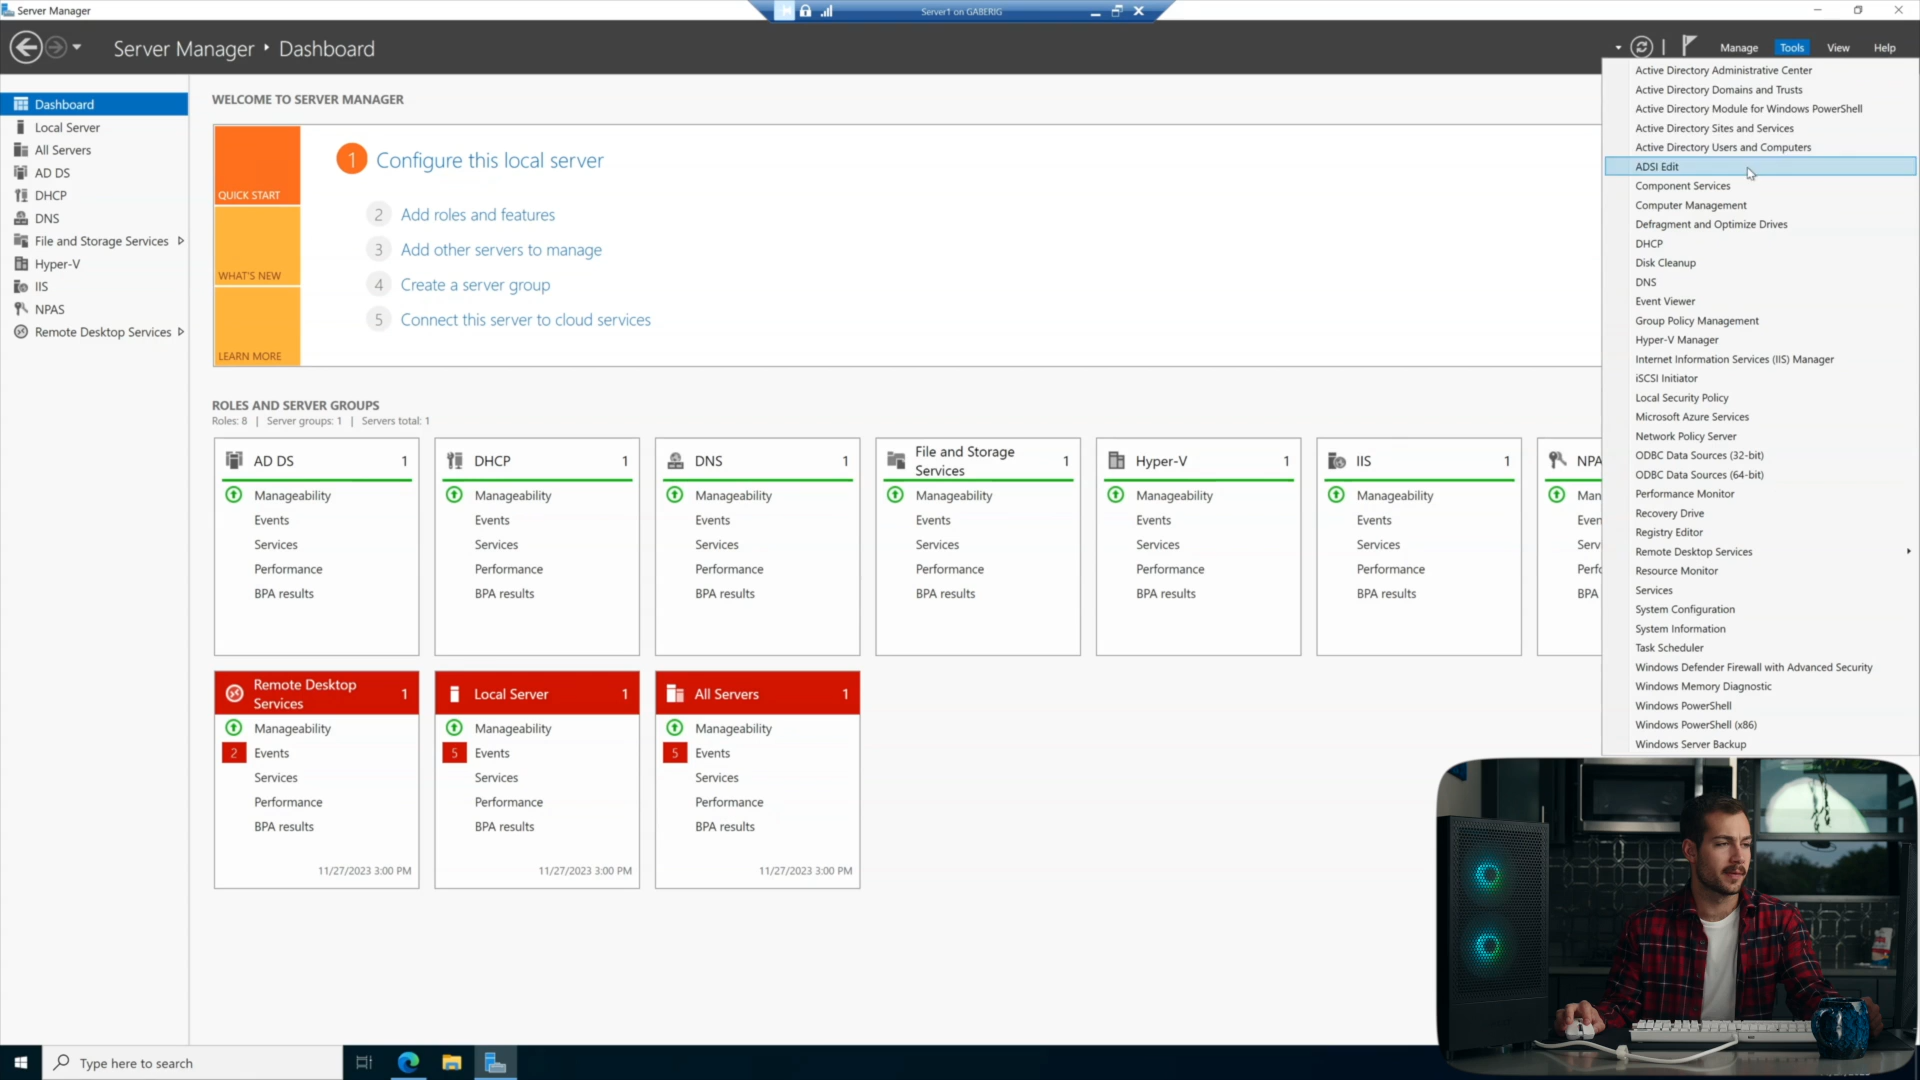 Server Manager
Server1 on GABERIG
Server Manager ‣ Dashboard
Manage
Tools
View
Help
Dashboard
Local Server
All Servers
AD DS
DHCP
DNS
File and Storage Services
Hyper-V
IIS
NPAS
Remote Desktop Services
WELCOME TO SERVER MANAGER
QUICK START
WHAT'S NEW
LEARN MORE
1 Configure this local server
2 Add roles and features
3 Add other servers to manage
4 Create a server group
5 Connect this server to cloud services
ROLES AND SERVER GROUPS
Roles: 8 | Server groups: 1 | Servers total: 1
AD DS 1
Manageability
Events
Services
Performance
BPA results
DHCP 1
Manageability
Events
Services
Performance
BPA results
DNS 1
Manageability
Events
Services
Performance
BPA results
File and Storage
Services 1
Manageability
Events
Services
Performance
BPA results
Hyper-V 1
Manageability
Events
Services
Performance
BPA results
IIS 1
Manageability
Events
Services
Performance
BPA results
NPA
Man
Even
Serv
Perfo
BPA
Remote Desktop
Services 1
Manageability
2 Events
Services
Performance
BPA results
11/27/2023 3:00 PM
Local Server 1
Manageability
5 Events
Services
Performance
BPA results
11/27/2023 3:00 PM
All Servers 1
Manageability
5 Events
Services
Performance
BPA results
11/27/2023 3:00 PM
Active Directory Administrative Center
Active Directory Domains and Trusts
Active Directory Module for Windows PowerShell
Active Directory Sites and Services
Active Directory Users and Computers
ADSI Edit
Component Services
Computer Management
Defragment and Optimize Drives
DHCP
Disk Cleanup
DNS
Event Viewer
Group Policy Management
Hyper-V Manager
Internet Information Services (IIS) Manager
iSCSI Initiator
Local Security Policy
Microsoft Azure Services
Network Policy Server
ODBC Data Sources (32-bit)
ODBC Data Sources (64-bit)
Performance Monitor
Recovery Drive
Registry Editor
Remote Desktop Services
Resource Monitor
Services
System Configuration
System Information
Task Scheduler
Windows Defender Firewall with Advanced Security
Windows Memory Diagnostic
Windows PowerShell
Windows PowerShell (x86)
Windows Server Backup
Type here to search